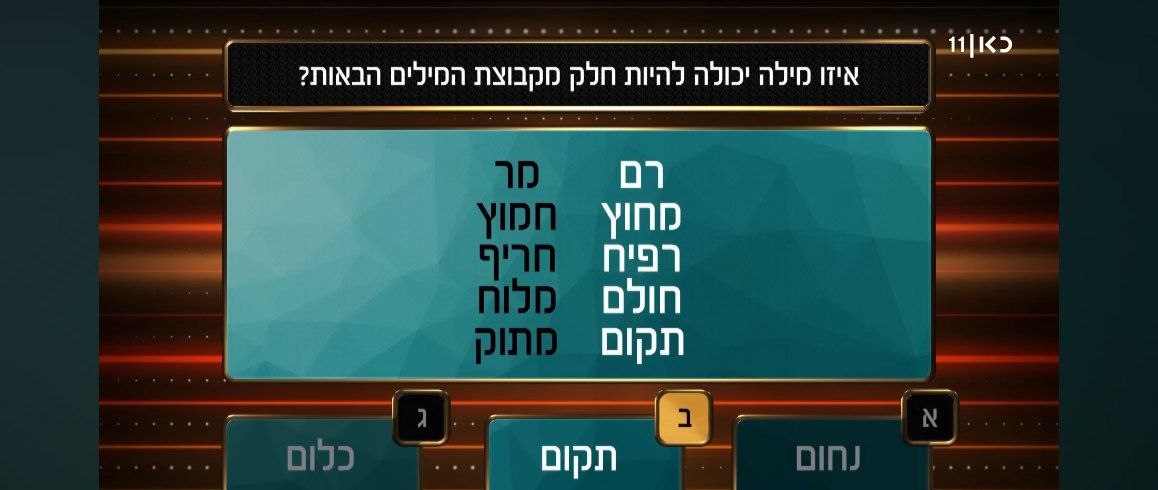 כאן|11
איזו מילה יכולה להיות חלק מקבוצת המילים הבאות?
רם מר
מחוץ חמוץ
רפיח חריף
חולם מלוח
תקום מתוק
א ב ג
נחום תקום כלום